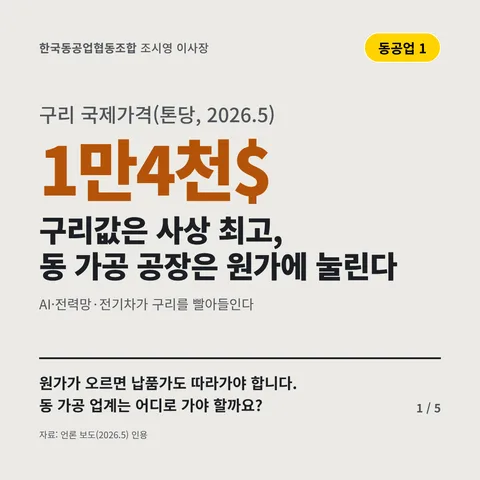 한국동공업협동조합 조시영 이사장
동공업 1
구리 국제가격(톤당, 2026.5)
1만4천$
구리값은 사상 최고,
동 가공 공장은 원가에 눌린다
AI·전력망·전기차가 구리를 빨아들인다
원가가 오르면 납품가도 따라가야 합니다.
동 가공 업계는 어디로 가야 할까요?
1 / 5
자료: 언론 보도(2026.5) 인용